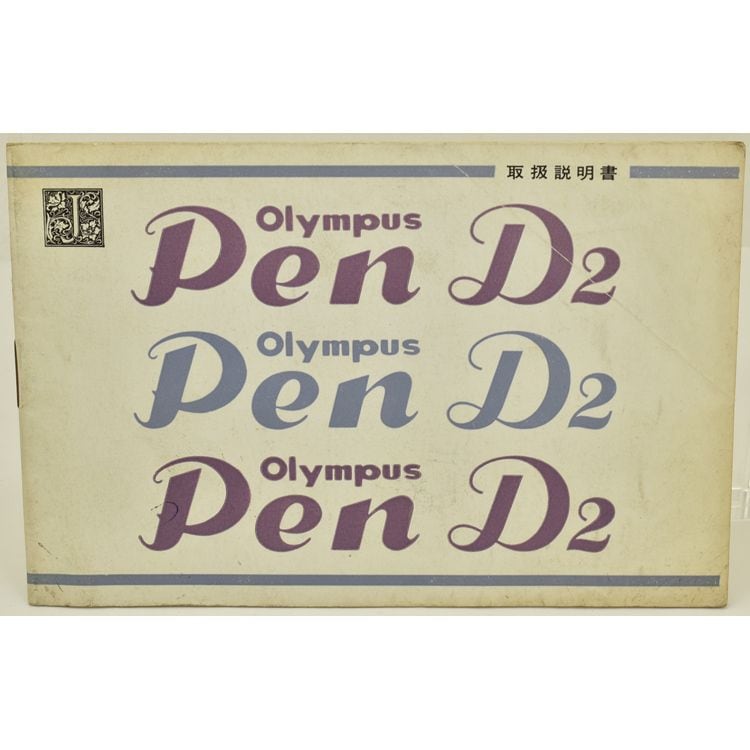 取扱説明書
J
Olympus
Pen D2
Olympus
Pen D2
Olympus
Pen D2